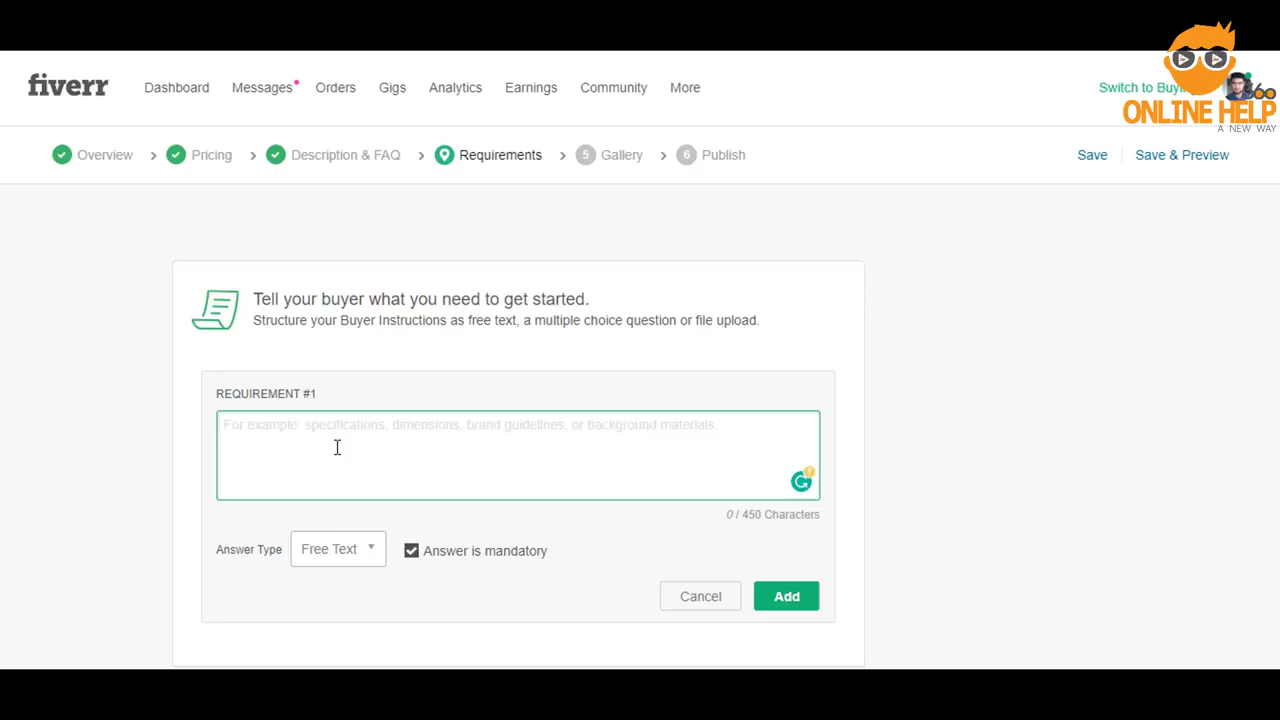 fiverr Dashboard Messages Orders Gigs Analytics Earnings Community More
Switch to Buying
60
ONLINE HELP
A NEW WAY
Overview Pricing Description & FAQ Requirements 5 Gallery 6 Publish Save Save & Preview
Tell your buyer what you need to get started.
Structure your Buyer Instructions as free text, a multiple choice question or file upload.
REQUIREMENT #1
For example: specifications, dimensions, brand guidelines, or background materials.
0 / 450 Characters
Answer Type Free Text Answer is mandatory
Cancel Add